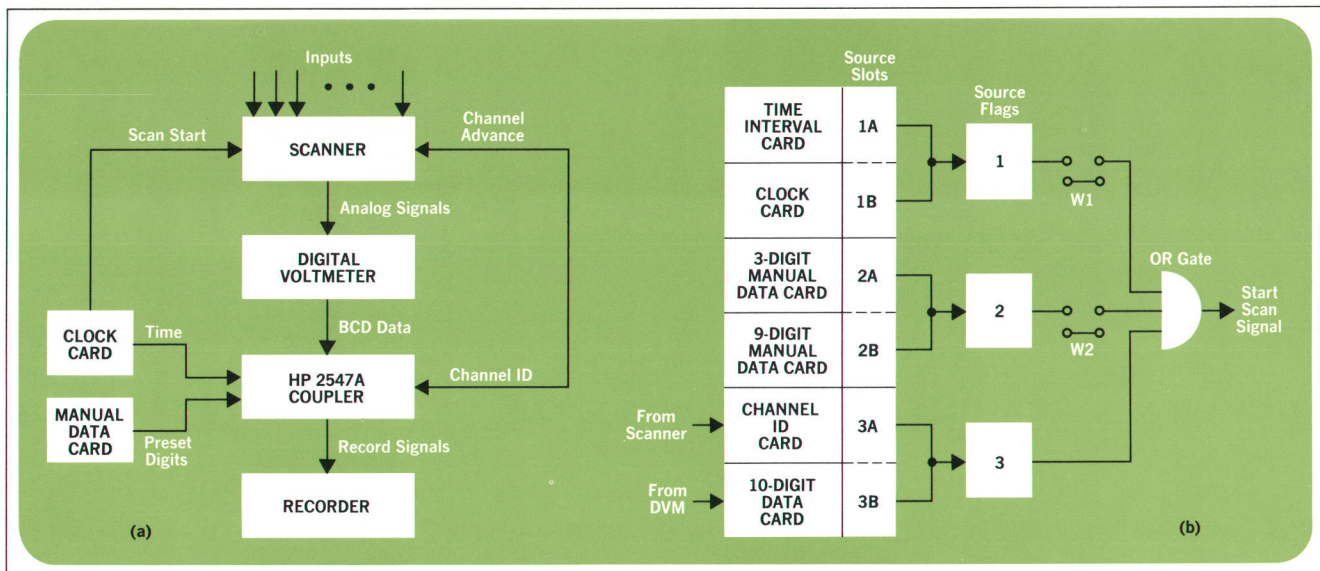 Inputs
• • •
Scan Start
Channel
Advance
SCANNER
Analog Signals
DIGITAL
VOLTMETER
BCD Data
CLOCK
CARD
Time
HP 2547A
COUPLER
Channel ID
MANUAL
DATA
CARD
Preset
Digits
Record Signals
RECORDER
(a)
Source
Slots
Source
Flags
TIME
INTERVAL
CARD
1A
CLOCK
CARD
1B
1
W1
3-DIGIT
MANUAL
DATA CARD
2A
9-DIGIT
MANUAL
DATA CARD
2B
2
W2
OR Gate
Start
Scan
Signal
From
Scanner
CHANNEL
ID
CARD
3A
From
DVM
10-DIGIT
DATA
CARD
3B
3
(b)